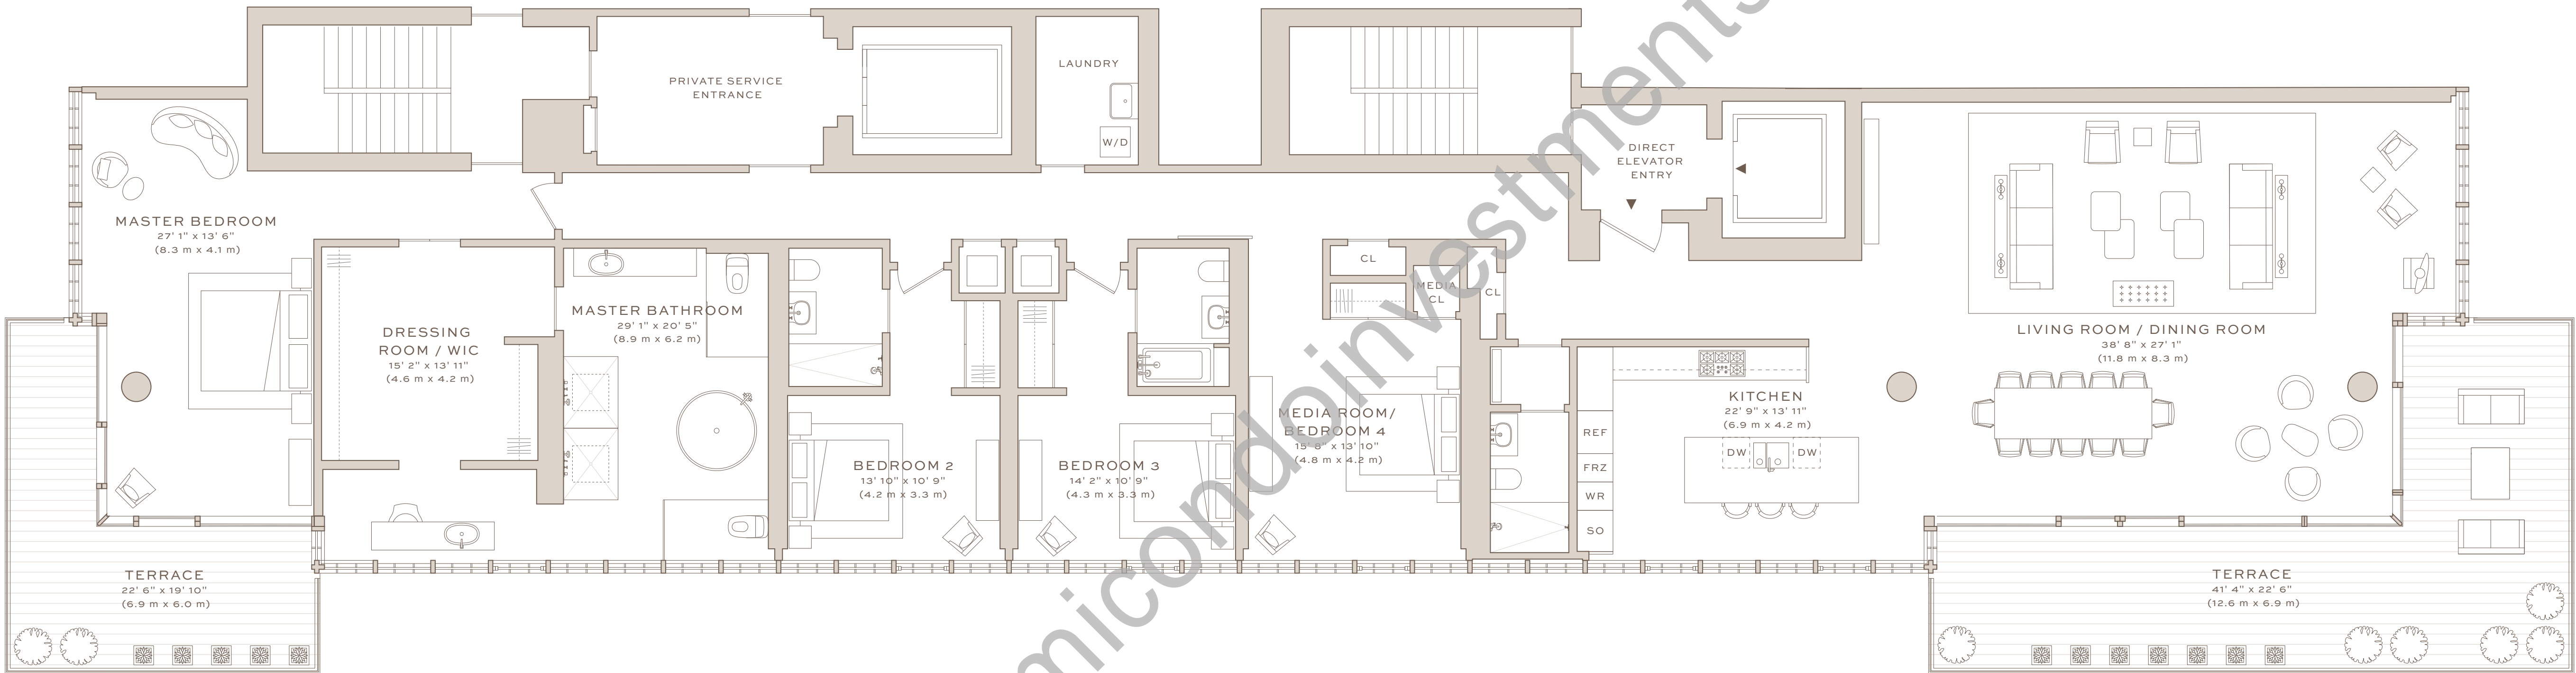 PRIVATE SERVICE
ENTRANCE
LAUNDRY
W/D
DIRECT
ELEVATOR
ENTRY
MASTER BEDROOM
27' 1" x 13' 6"
(8.3 m x 4.1 m)
DRESSING
ROOM / WIC
15' 2" x 13' 11"
(4.6 m x 4.2 m)
MASTER BATHROOM
29' 1" x 20' 5"
(8.9 m x 6.2 m)
BEDROOM 2
13' 10" x 10' 9"
(4.2 m x 3.3 m)
BEDROOM 3
14' 2" x 10' 9"
(4.3 m x 3.3 m)
CL
MEDIA
CL
CL
MEDIA ROOM/
BEDROOM 4
15' 8" x 13' 10"
(4.8 m x 4.2 m)
REF
FRZ
WR
SO
KITCHEN
22' 9" x 13' 11"
(6.9 m x 4.2 m)
DW
DW
LIVING ROOM / DINING ROOM
38' 8" x 27' 1"
(11.8 m x 8.3 m)
TERRACE
22' 6" x 19' 10"
(6.9 m x 6.0 m)
TERRACE
41' 4" x 22' 6"
(12.6 m x 6.9 m)
micondoinvestments